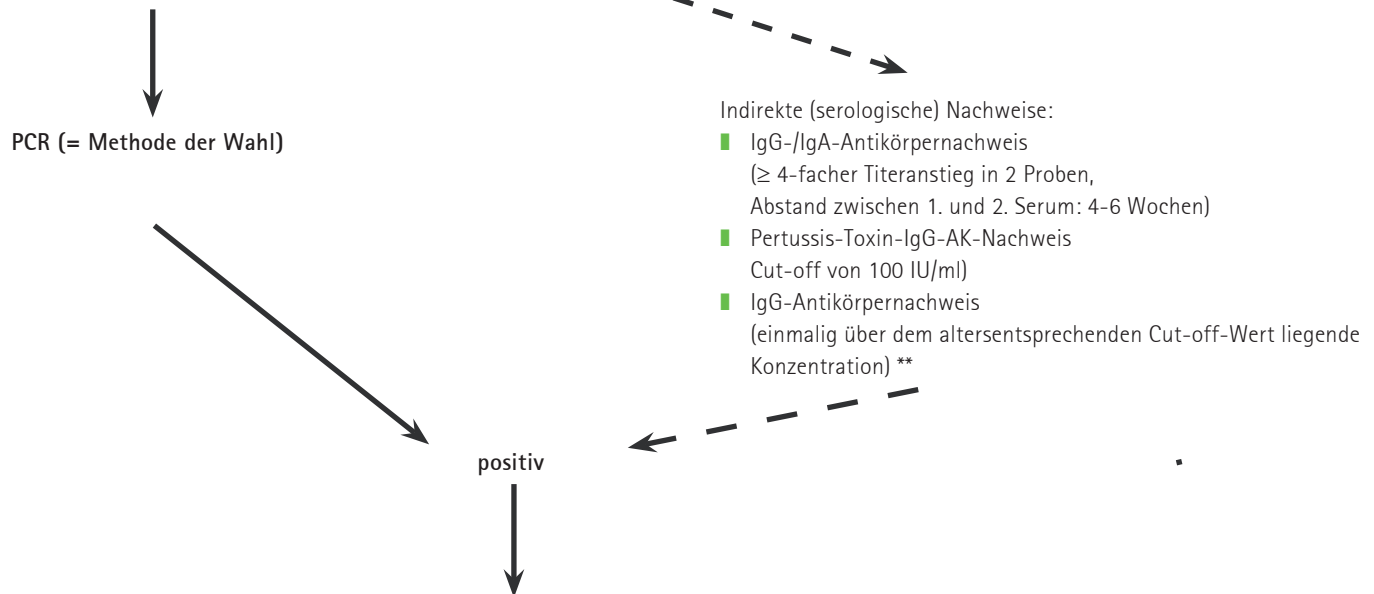 PCR (= Methode der Wahl)
Indirekte (serologische) Nachweise:
IgG-/IgA-Antikörpernachweis
(≥ 4-facher Titeranstieg in 2 Proben,
Abstand zwischen 1. und 2. Serum: 4-6 Wochen)
Pertussis-Toxin-IgG-AK-Nachweis
Cut-off von 100 IU/ml)
IgG-Antikörpernachweis
(einmalig über dem altersentsprechenden Cut-off-Wert liegende
Konzentration) **
positiv